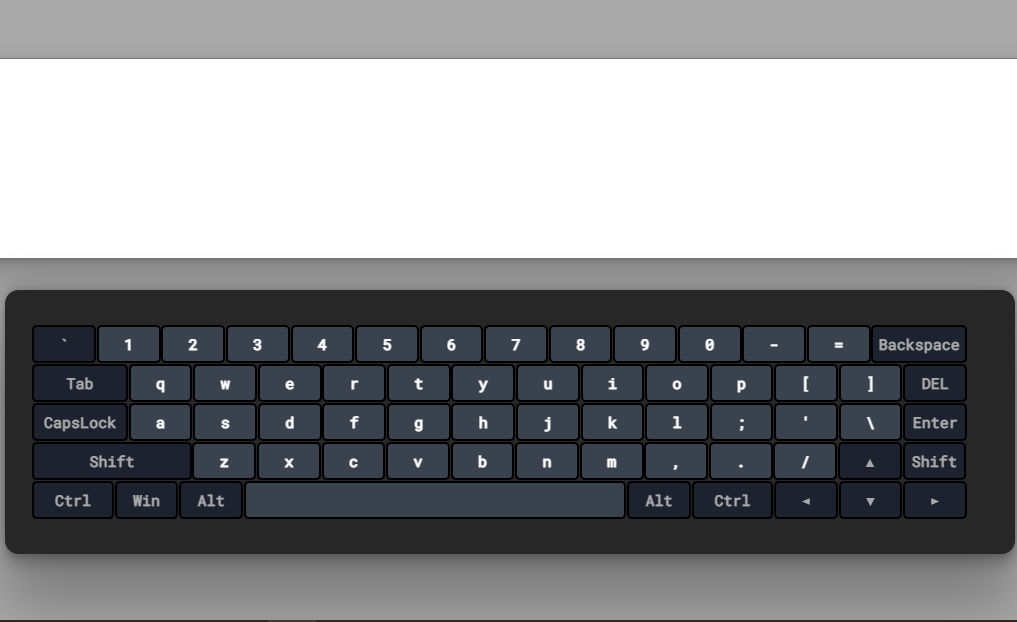 ` 1 2 3 4 5 6 7 8 9 0 - = Backspace
Tab q w e r t y u i o p [ ] DEL
CapsLock a s d f g h j k l ; ' \ Enter
Shift z x c v b n m , . / ▲ Shift
Ctrl Win Alt Alt Ctrl ◄ ▼ ►